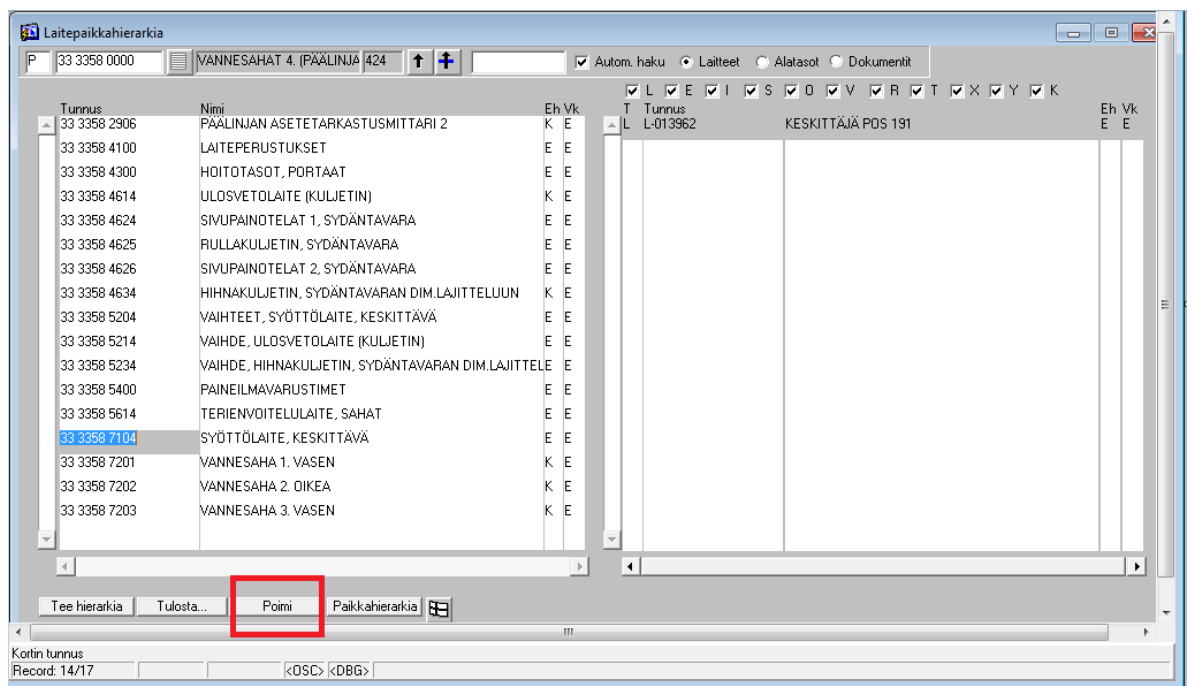 Laitepaikkahierarkia
P 33 3358 0000 VANNESAHAT 4. (PÄÄLINJA 424 Autom. haku Laitteet Alatasot Dokumentit
L E I S O V R T X Y K
Tunnus Nimi Eh Vk T Tunnus Eh Vk
33 3358 2906 PÄÄLINJAN ASETETARKASTUSMITTARI 2 K E L L-013962 KESKITTÄJÄ POS 191 E E
33 3358 4100 LAITEPERUSTUKSET E E
33 3358 4300 HOITOTASOT, PORTAAT E E
33 3358 4614 ULOSVETOLAITE (KULJETIN) K E
33 3358 4624 SIVUPAINOTELAT 1, SYDÄNTAVARA E E
33 3358 4625 RULLAKULJETIN, SYDÄNTAVARA E E
33 3358 4626 SIVUPAINOTELAT 2, SYDÄNTAVARA E E
33 3358 4634 HIHNAKULJETIN, SYDÄNTAVARAN DIM.LAJITTELUUN K E
33 3358 5204 VAIHTEET, SYÖTTÖLAITE, KESKITTÄVÄ E E
33 3358 5214 VAIHDE, ULOSVETOLAITE (KULJETIN) E E
33 3358 5234 VAIHDE, HIHNAKULJETIN, SYDÄNTAVARAN DIM.LAJITTELE E
33 3358 5400 PAINEILMAVARUSTIMET E E
33 3358 5614 TERIENVOITELULAITE, SAHAT E E
33 3358 7104 SYÖTTÖLAITE, KESKITTÄVÄ E E
33 3358 7201 VANNESAHA 1. VASEN K E
33 3358 7202 VANNESAHA 2. OIKEA K E
33 3358 7203 VANNESAHA 3. VASEN K E
Tee hierarkia Tulosta... Poimi Paikkahierarkia
Kortin tunnus
Record: 14/17 <OSC> <DBG>